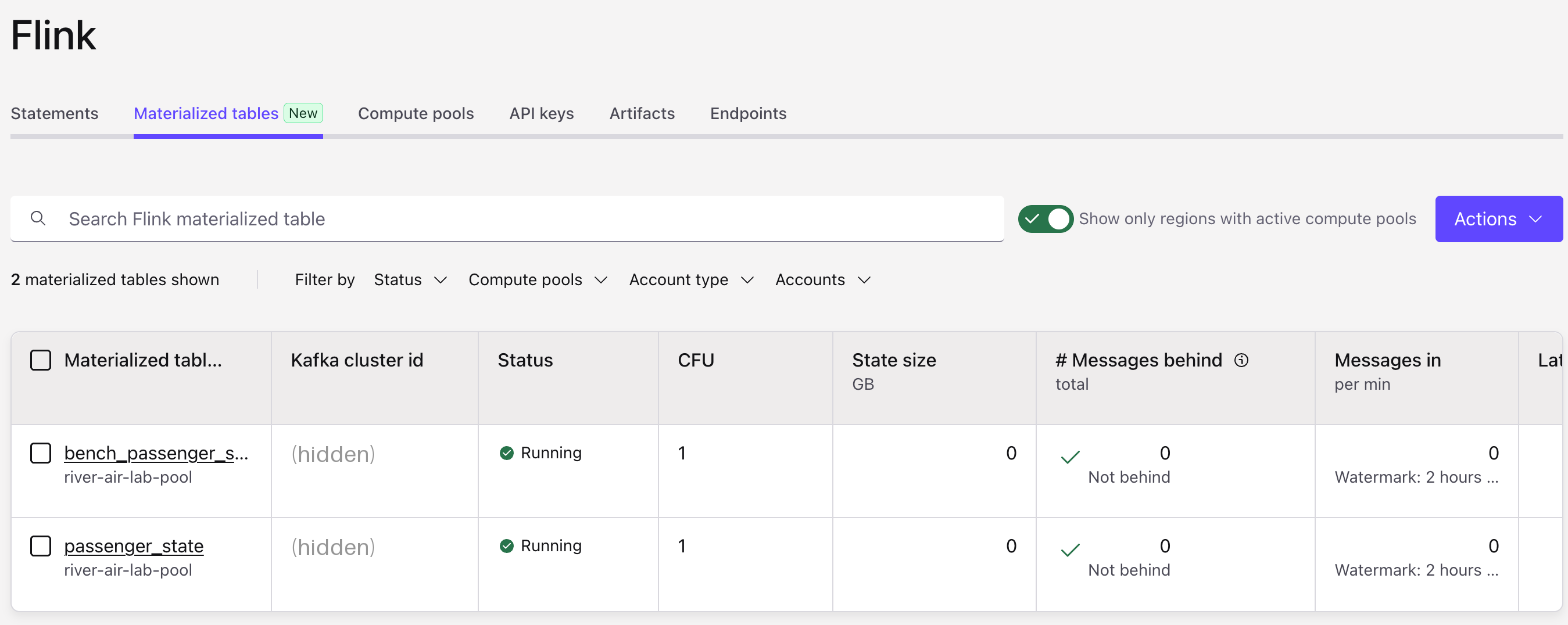 Flink
Statements Materialized tables New Compute pools API keys Artifacts Endpoints
Search Flink materialized table Show only regions with active compute pools Actions
2 materialized tables shown Filter by Status Compute pools Account type Accounts
Materialized tabl... Kafka cluster id Status CFU State size # Messages behind Messages in Lat
GB total per min
bench_passenger_s... (hidden) Running 1 0 0 0
river-air-lab-pool Not behind Watermark: 2 hours ...
passenger_state (hidden) Running 1 0 0 0
river-air-lab-pool Not behind Watermark: 2 hours ...